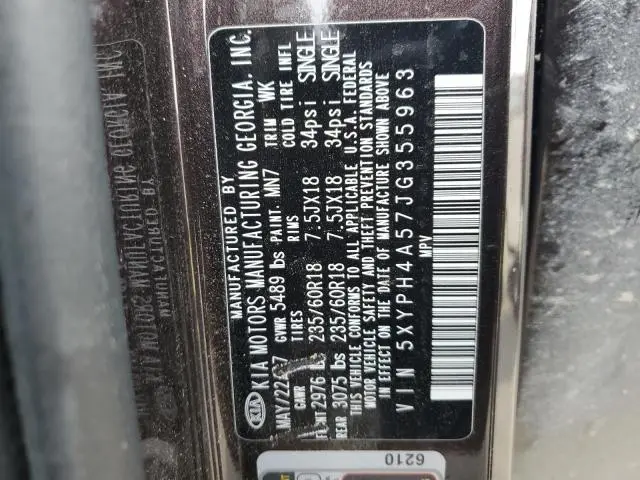 KIA
MANUFACTURED BY
KIA MOTORS MANUFACTURING GEORGIA, INC.
MAY/22 GVWR 5489 lbs PAINT. MN7 TRIM WK
GAWR TIRES RIMS COLD TIRE INFL
2976 235/60R18 7.5JX18 34psi SINGLE
REAR 3075 lbs 235/60R18 7.5JX18 34psi SINGLE
THIS VEHICLE CONFORMS TO ALL APPLICABLE U.S.A. FEDERAL
MOTOR VEHICLE SAFETY AND THEFT PREVENTION STANDARDS
IN EFFECT ON THE DATE OF MANUFACTURE SHOWN ABOVE
VIN 5XYPH4A57JG355963
MPV
6210